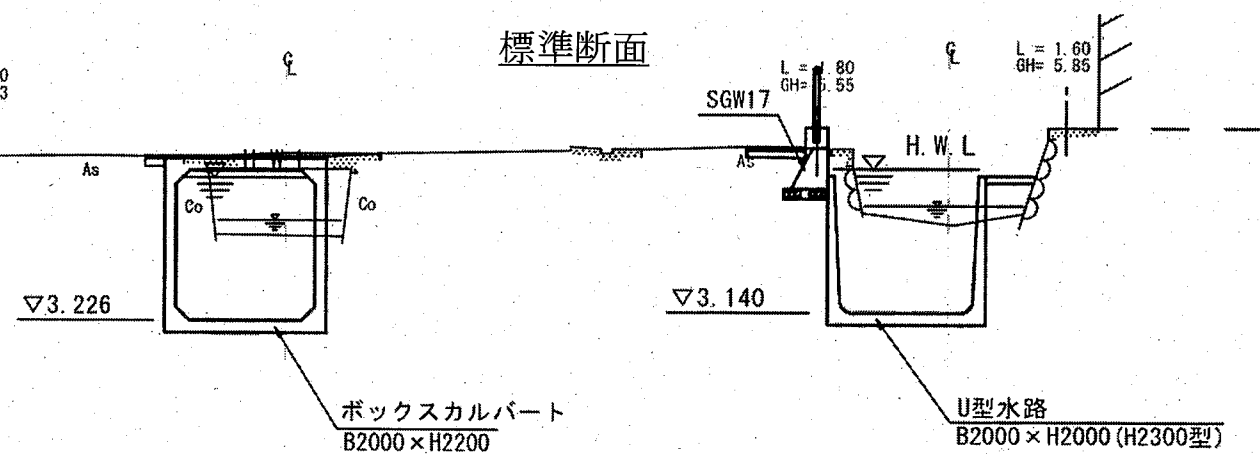 標準断面
0
3
℄
As
Co
Co
▽3.226
ボックスカルバート
B2000×H2200
SGW17
As
H.W.L
℄
L = 1.60
GH= 5.85
▽3.140
U型水路
B2000×H2000(H2300型)